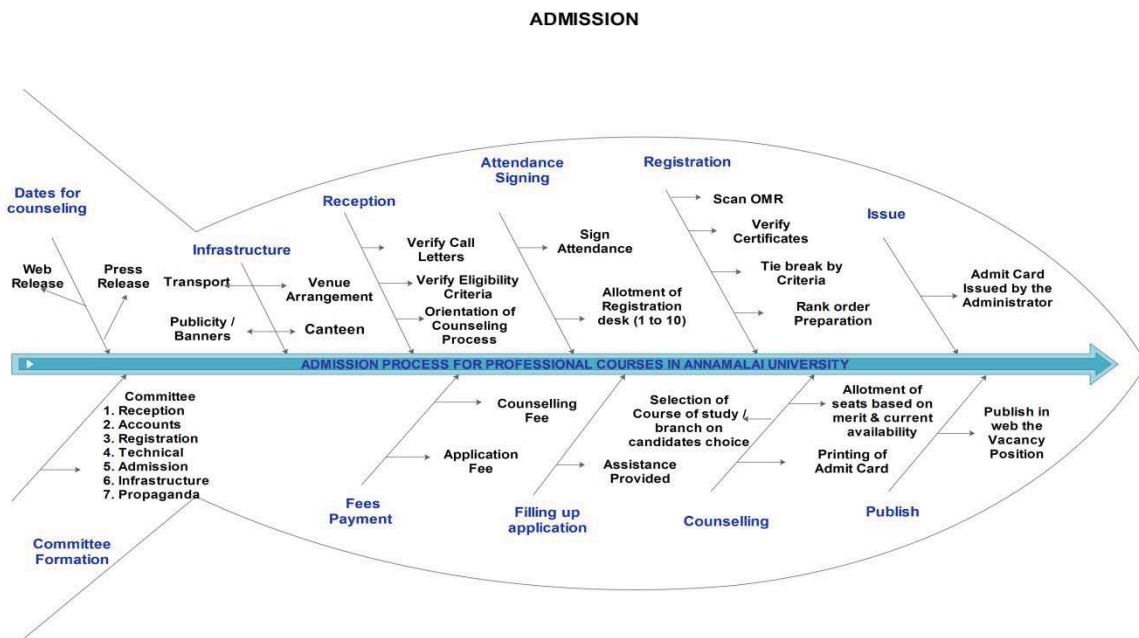 ADMISSION
Dates for
counseling
Web
Release
Press
Release
Infrastructure
Transport
Venue
Arrangement
Publicity /
Banners
Canteen
Reception
Verify Call
Letters
Verify Eligibility
Criteria
Orientation of
Counseling
Process
Attendance
Signing
Sign
Attendance
Allotment of
Registration
desk (1 to 10)
Registration
Scan OMR
Verify
Certificates
Tie break by
Criteria
Rank order
Preparation
Issue
Admit Card
Issued by the
Administrator
ADMISSION PROCESS FOR PROFESSIONAL COURSES IN ANNAMALAI UNIVERSITY
Committee
1. Reception
2. Accounts
3. Registration
4. Technical
5. Admission
6. Infrastructure
7. Propaganda
Committee
Formation
Counselling
Fee
Application
Fee
Fees
Payment
Selection of
Course of study /
branch on
candidates choice
Assistance
Provided
Filling up
application
Allotment of
seats based on
merit & current
availability
Printing of
Admit Card
Counselling
Publish in
web the
Vacancy
Position
Publish